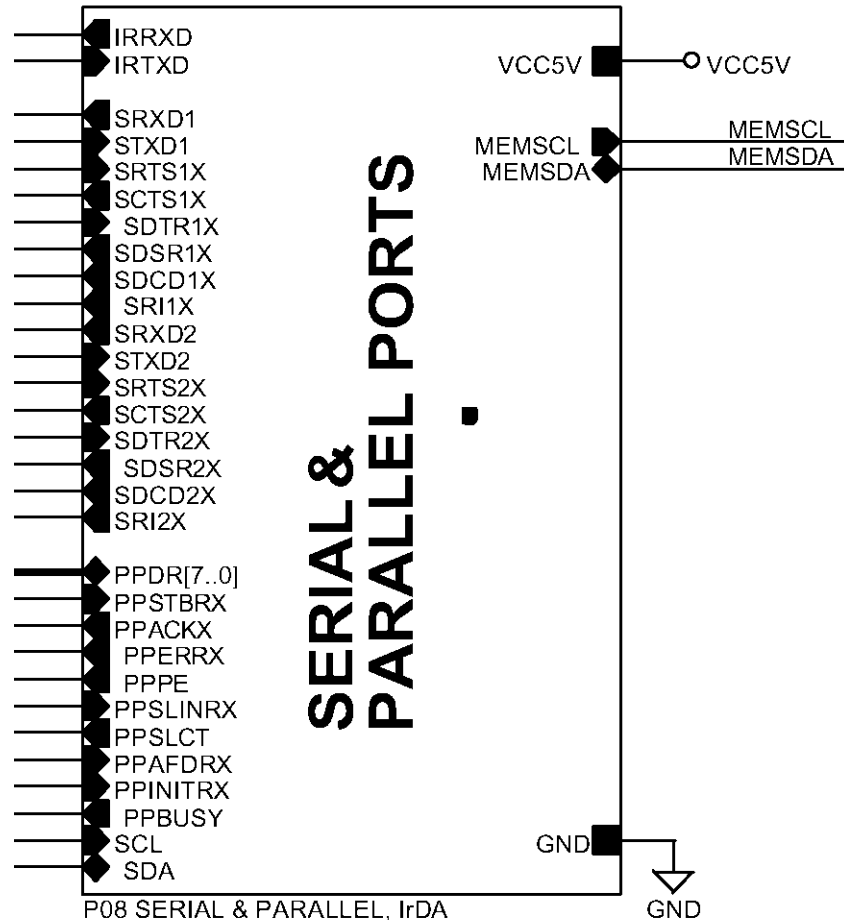 IRRXD
IRTXD
SRXD1
STXD1
SRTS1X
SCTS1X
SDTR1X
SDSR1X
SDCD1X
SRI1X
SRXD2
STXD2
SRTS2X
SCTS2X
SDTR2X
SDSR2X
SDCD2X
SRI2X
PPDR[7..0]
PPSTBRX
PPACKX
PPERRX
PPPE
PPSLINRX
PPSLCT
PPAFDRX
PPINITRX
PPBUSY
SCL
SDA
SERIAL &
PARALLEL PORTS
VCC5V
VCC5V
MEMSCL
MEMSCL
MEMSDA
MEMSDA
GND
GND
P08 SERIAL & PARALLEL, IrDA